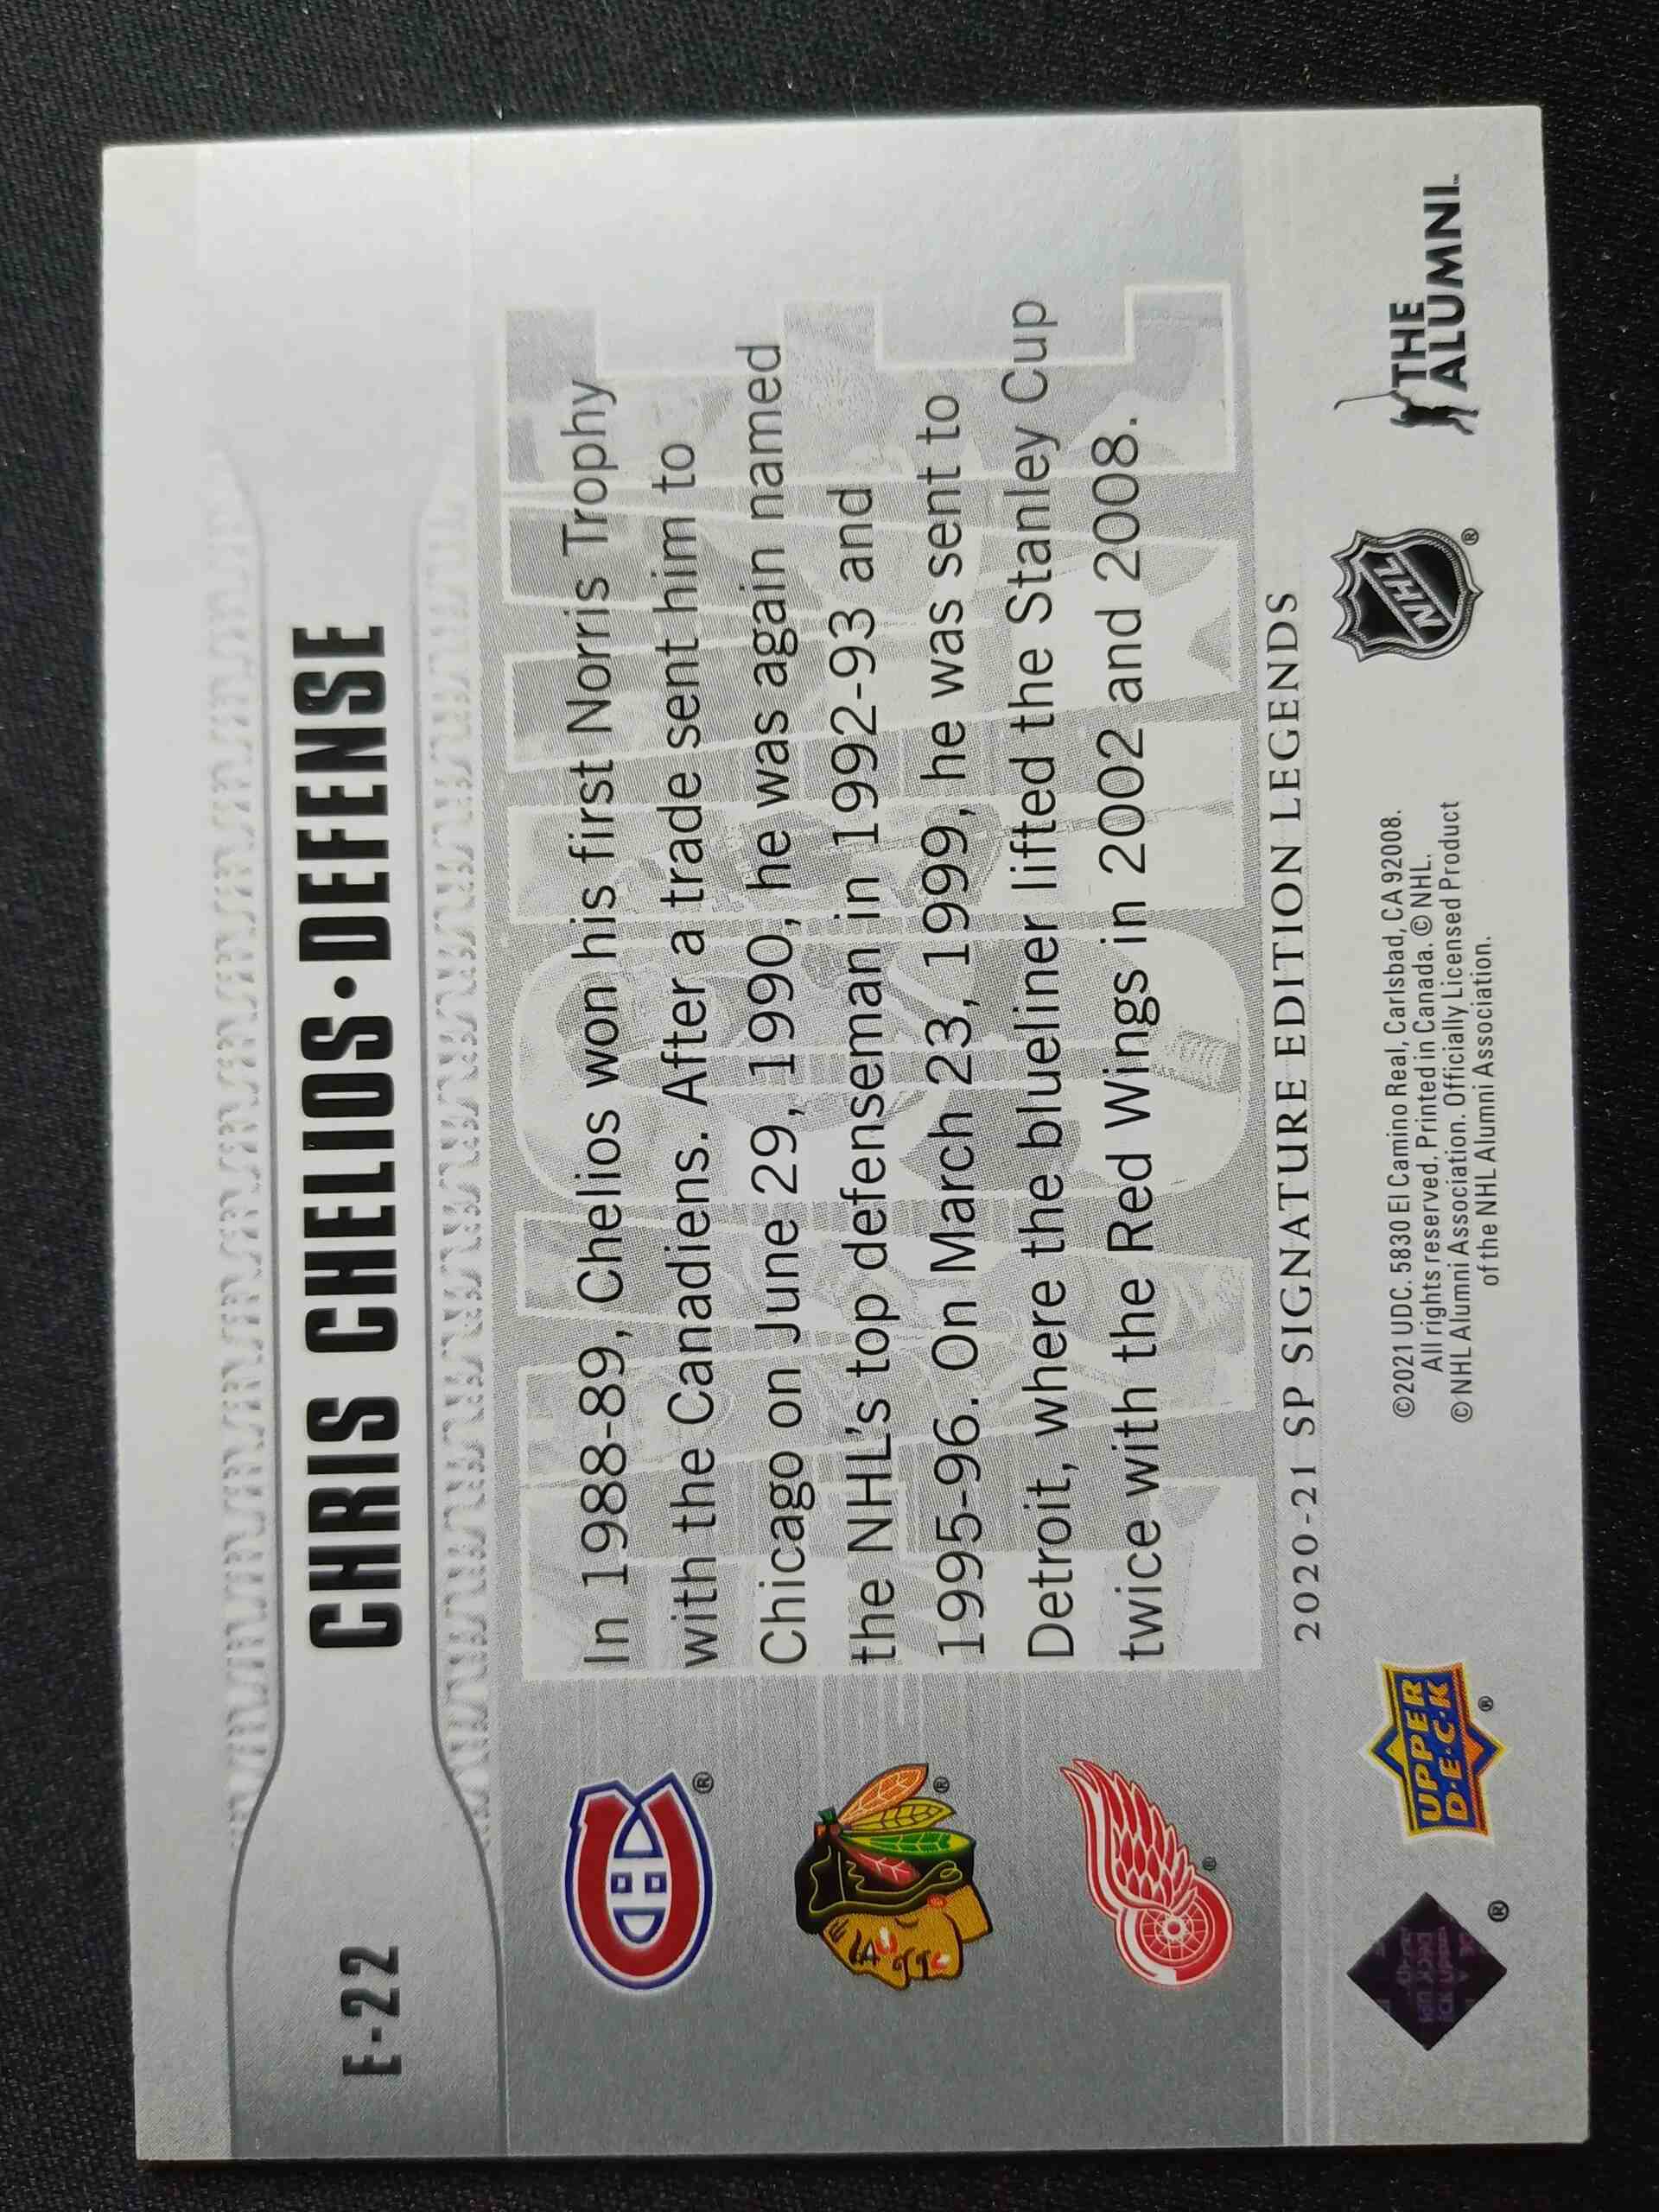 E-22
CHRIS CHELIOS • DEFENSE
In 1988-89, Chelios won his first Norris Trophy
with the Canadiens. After a trade sent him to
Chicago on June 29, 1990, he was again named
the NHL's top defenseman in 1992-93 and
1995-96. On March 23, 1999, he was sent to
Detroit, where the blueliner lifted the Stanley Cup
twice with the Red Wings in 2002 and 2008.
2020-21 SP SIGNATURE EDITION LEGENDS
UPPER
D•E•C•K
©2021 UDC. 5830 El Camino Real, Carlsbad, CA 92008.
All rights reserved. Printed in Canada. © NHL.
© NHL Alumni Association. Officially Licensed Product
of the NHL Alumni Association.
NHL
THE
ALUMNI™